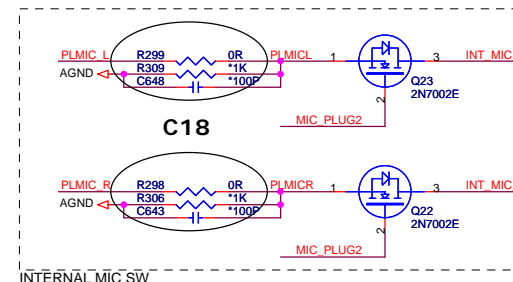 PLMIC_L R299 0R PLMICL 1 3 INT_MIC
AGND R309 *1K
C648 *100P
Q23
2N7002E
2
C18 MIC_PLUG2
PLMIC_R R298 0R PLMICR 1 3 INT_MIC
AGND R306 *1K
C643 *100P
Q22
2N7002E
2
MIC_PLUG2
INTERNAL MIC SW